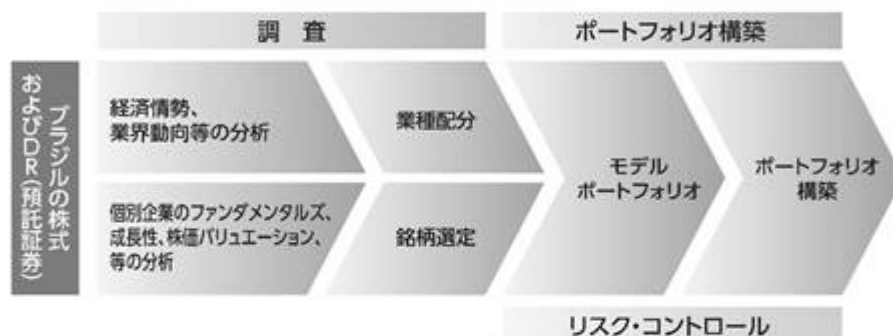 調 査
ポートフォリオ構築
ブラジルの株式
およびDR(預託証券)
経済情勢、
業界動向等の分析
業種配分
個別企業のファンダメンタルズ、
成長性、株価バリュエーション、
等の分析
銘柄選定
モデル
ポートフォリオ
ポートフォリオ
構築
リスク・コントロール